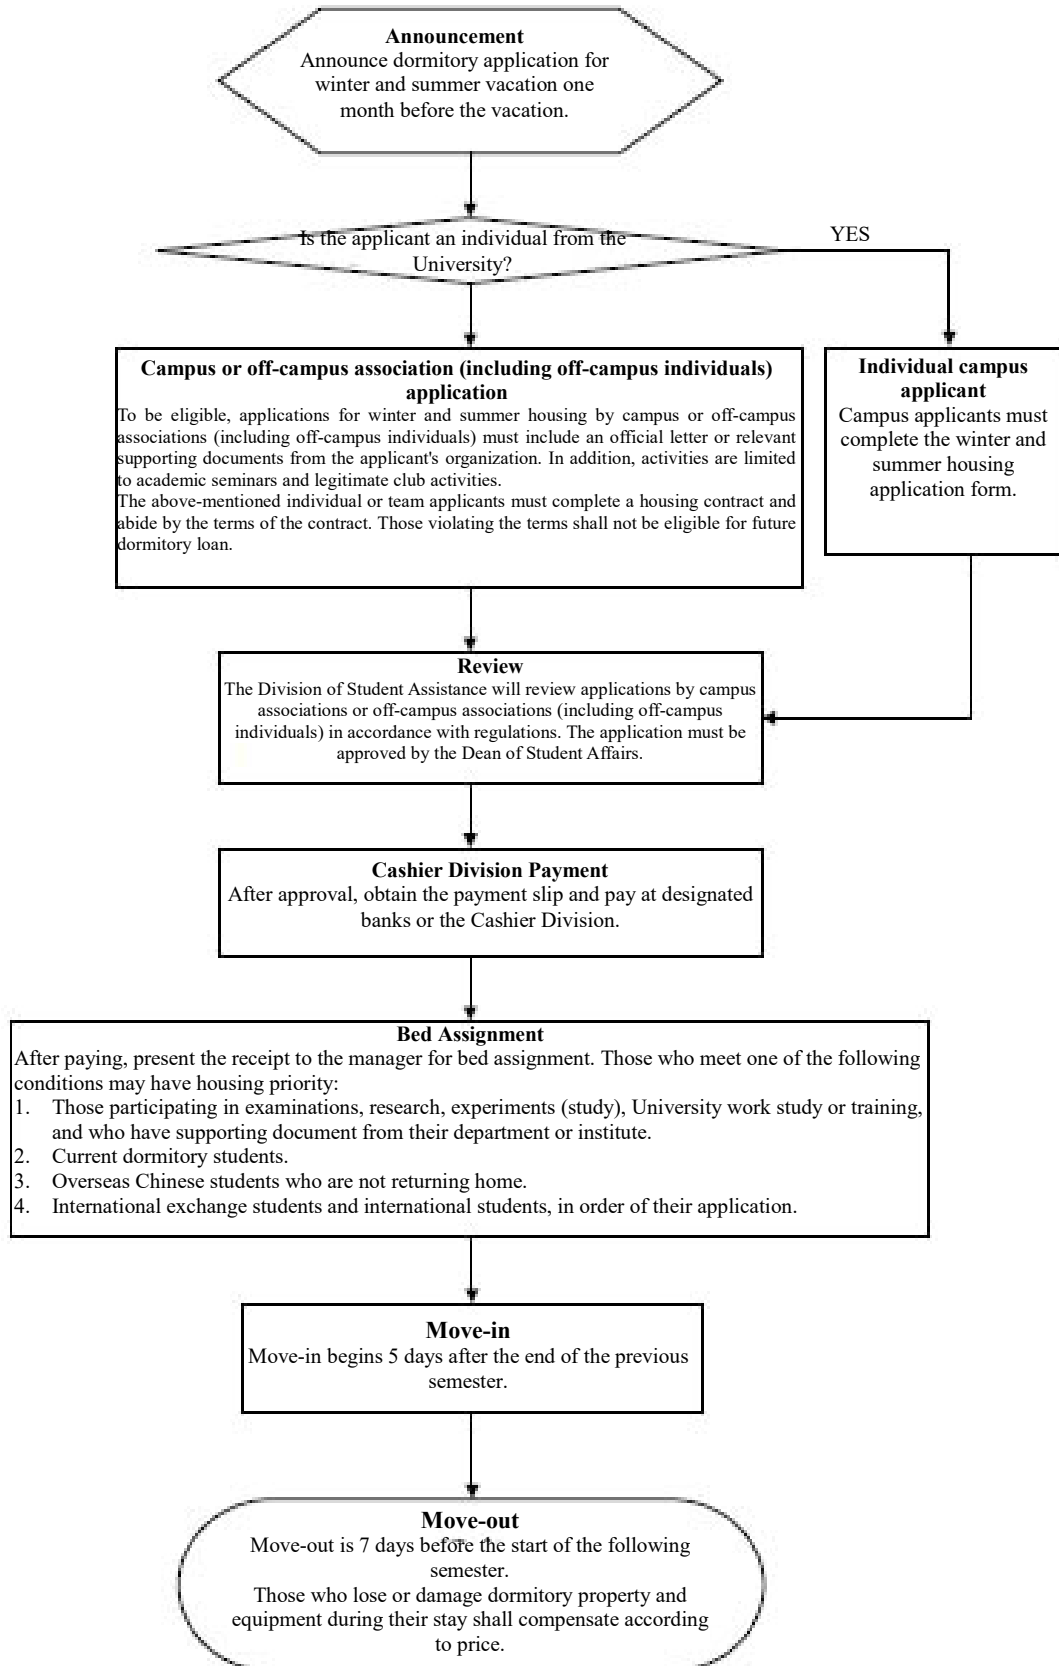 Announcement
Announce dormitory application for
winter and summer vacation one
month before the vacation.
Is the applicant an individual from the
University?
YES
Campus or off-campus association (including off-campus individuals)
application
To be eligible, applications for winter and summer housing by campus or off-campus
associations (including off-campus individuals) must include an official letter or relevant
supporting documents from the applicant's organization. In addition, activities are limited
to academic seminars and legitimate club activities.
The above-mentioned individual or team applicants must complete a housing contract and
abide by the terms of the contract. Those violating the terms shall not be eligible for future
dormitory loan.
Individual campus
applicant
Campus applicants must
complete the winter and
summer housing
application form.
Review
The Division of Student Assistance will review applications by campus
associations or off-campus associations (including off-campus
individuals) in accordance with regulations. The application must be
approved by the Dean of Student Affairs.
Cashier Division Payment
After approval, obtain the payment slip and pay at designated
banks or the Cashier Division.
Bed Assignment
After paying, present the receipt to the manager for bed assignment. Those who meet one of the following
conditions may have housing priority:
1. Those participating in examinations, research, experiments (study), University work study or training,
and who have supporting document from their department or institute.
2. Current dormitory students.
3. Overseas Chinese students who are not returning home.
4. International exchange students and international students, in order of their application.
Move-in
Move-in begins 5 days after the end of the previous
semester.
Move-out
Move-out is 7 days before the start of the following
semester.
Those who lose or damage dormitory property and
equipment during their stay shall compensate according
to price.